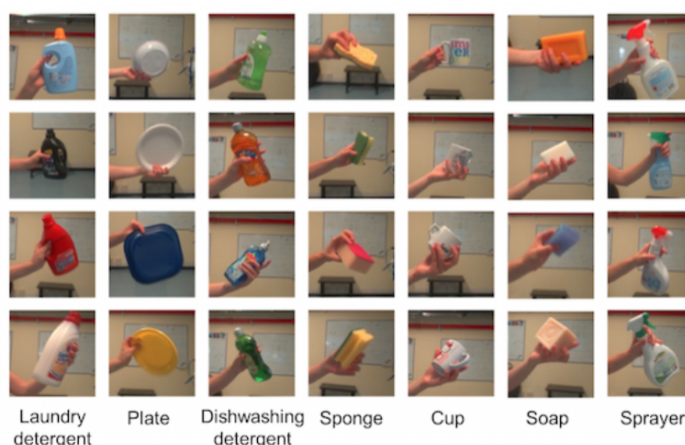 Laundry
detergent
Plate
Dishwashing
detergent
Sponge
Cup
Soap
Sprayer